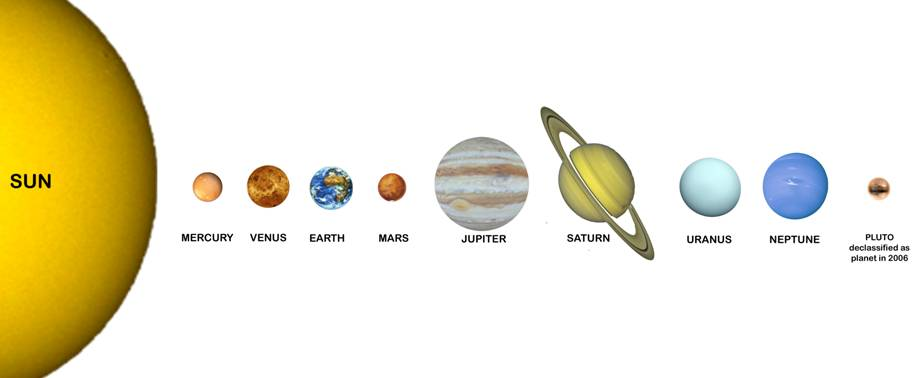 SUN
MERCURY
VENUS
EARTH
MARS
JUPITER
SATURN
URANUS
NEPTUNE
PLUTO
declassified as
planet in 2006